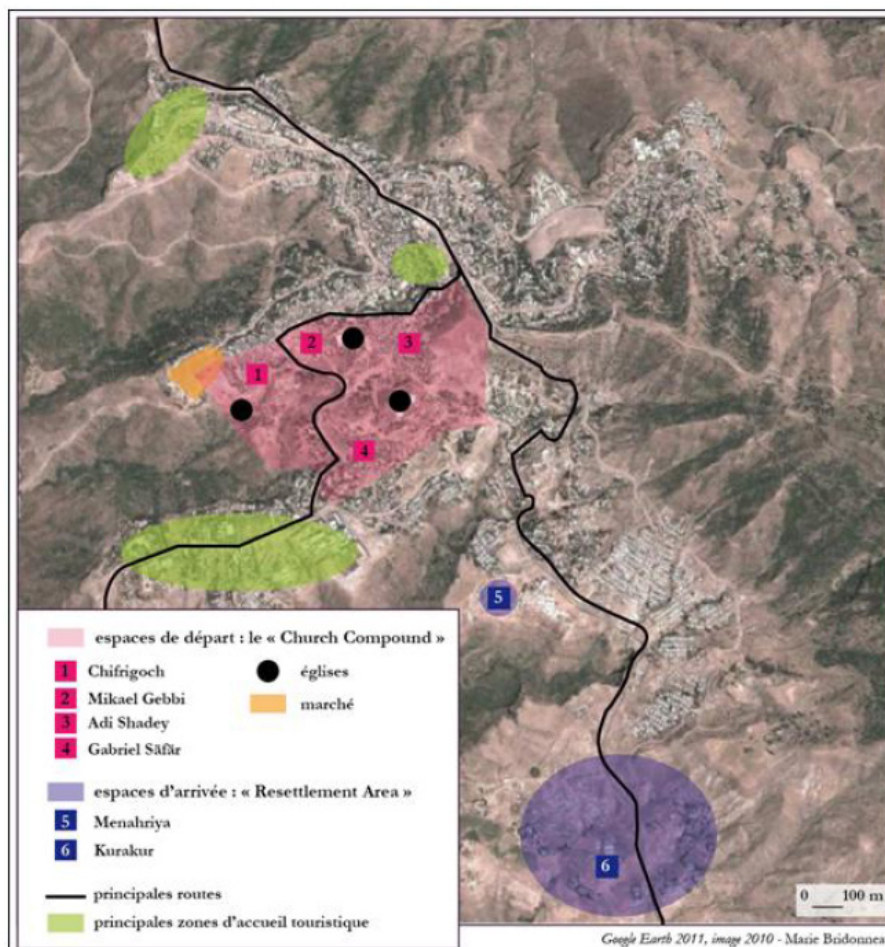 2
3
1
4
5
6
espaces de départ : le « Church Compound »
1 Chifrigoch
églises
2 Mikael Gebbi
marché
3 Adi Shadey
4 Gabriel Säfär
espaces d'arrivée : « Resettlement Area »
5 Menahriya
6 Kurakur
principales routes
principales zones d'accueil touristique
0 100 m
Google Earth 2011, image 2010 - Marie Bridonneau